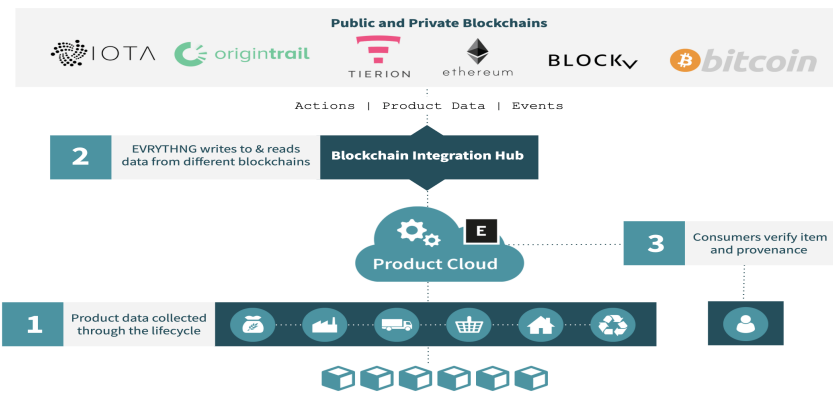 Public and Private Blockchains
IOTA
origintrail
TIERION
ethereum
BLOCKv
bitcoin
Actions | Product Data | Events
2
EVRYTHNG writes to & reads
data from different blockchains
Blockchain Integration Hub
E
Product Cloud
3
Consumers verify item
and provenance
1
Product data collected
through the lifecycle